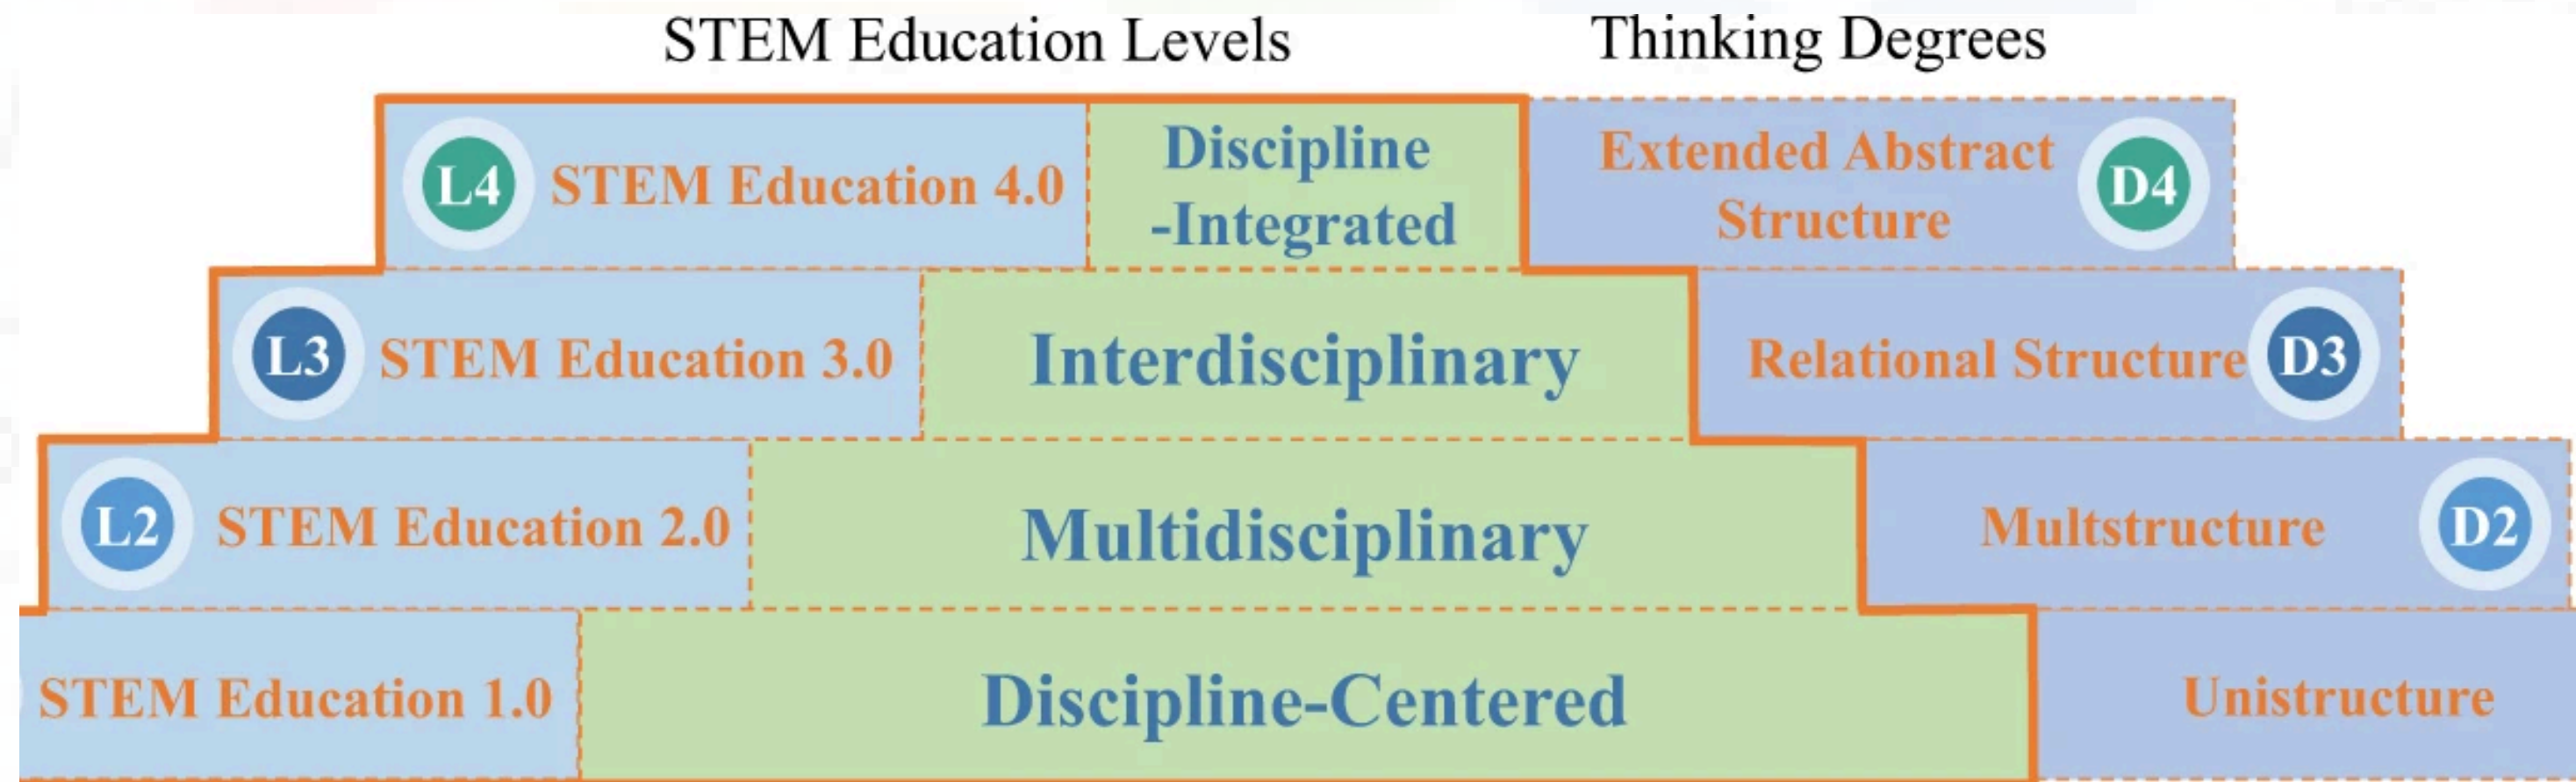 STEM Education Levels
Thinking Degrees
L4
STEM Education 4.0
Discipline
-Integrated
Extended Abstract
Structure
D4
L3
STEM Education 3.0
Interdisciplinary
Relational Structure
D3
L2
STEM Education 2.0
Multidisciplinary
Multstructure
D2
STEM Education 1.0
Discipline-Centered
Unistructure